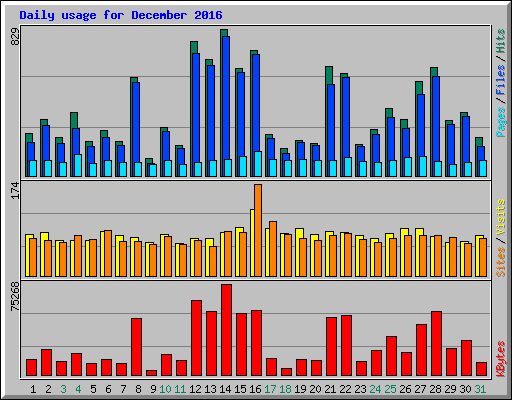 Daily usage for December 2016
829
Pages / Files / Hits
174
Sites / Visits
75268
KBytes
1 2 3 4 5 6 7 8 9 10 11 12 13 14 15 16 17 18 19 20 21 22 23 24 25 26 27 28 29 30 31